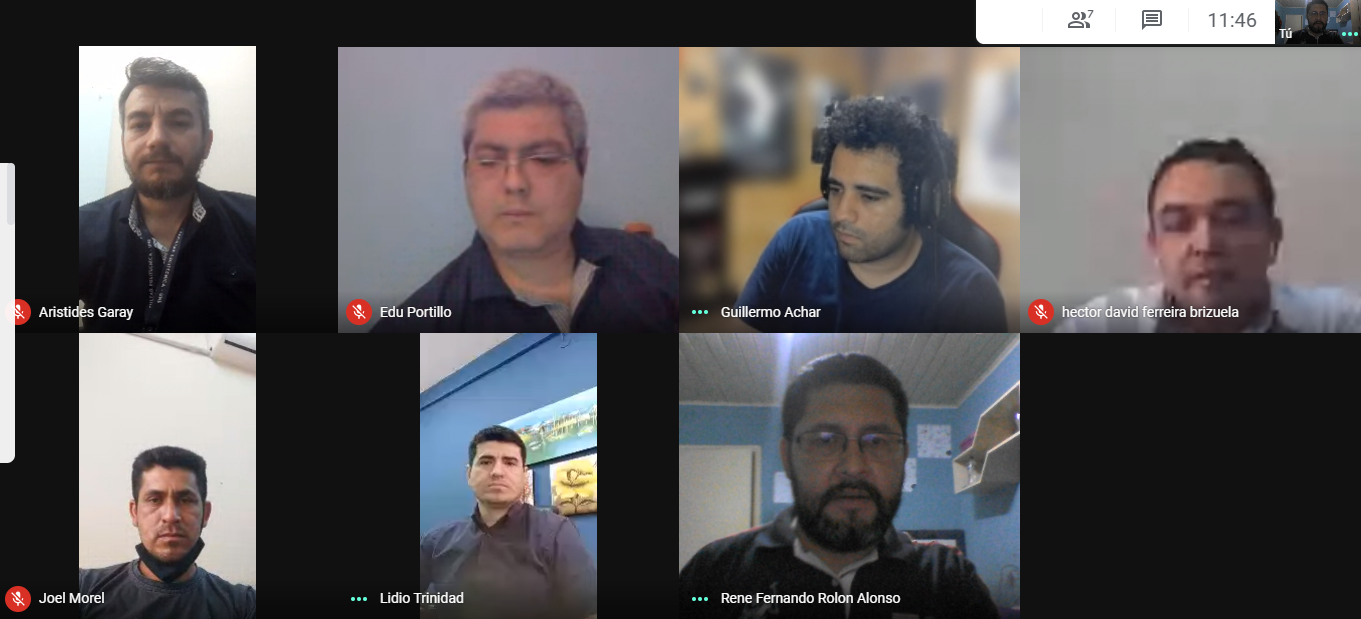 7
11:46
Tú
Aristides Garay
Edu Portillo
Guillermo Achar
hector david ferreira brizuela
Joel Morel
Lidio Trinidad
Rene Fernando Rolon Alonso